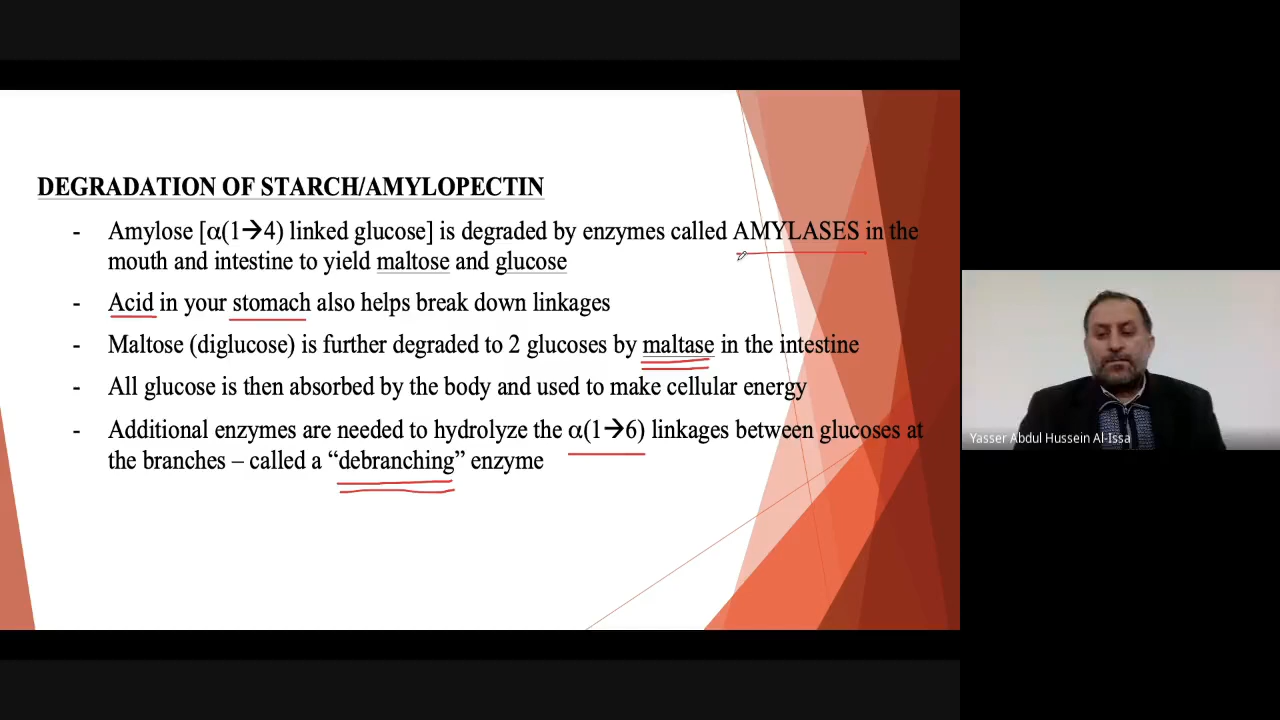 DEGRADATION OF STARCH/AMYLOPECTIN
- Amylose [α(1→4) linked glucose] is degraded by enzymes called AMYLASES in the
mouth and intestine to yield maltose and glucose
- Acid in your stomach also helps break down linkages
- Maltose (diglucose) is further degraded to 2 glucoses by maltase in the intestine
- All glucose is then absorbed by the body and used to make cellular energy
- Additional enzymes are needed to hydrolyze the α(1→6) linkages between glucoses at
the branches – called a “debranching” enzyme
Yasser Abdul Hussein Al-Issa